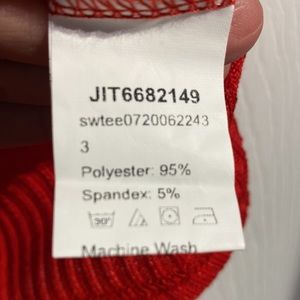 JIT6682149
swtee0720062243
3
Polyester: 95%
Spandex: 5%
30°
Machine Wash